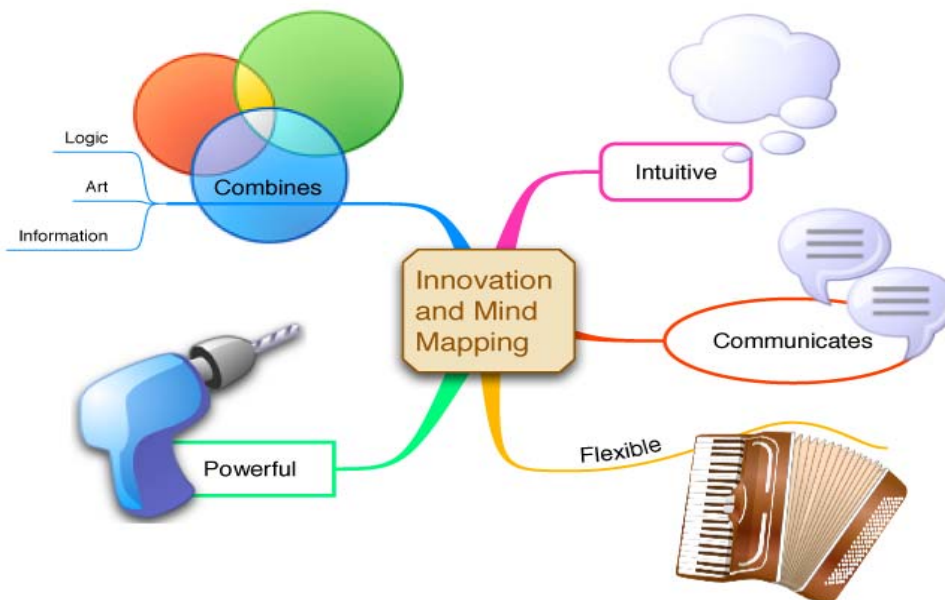 Innovation
and Mind
Mapping
Combines
Logic
Art
Information
Intuitive
Communicates
Flexible
Powerful